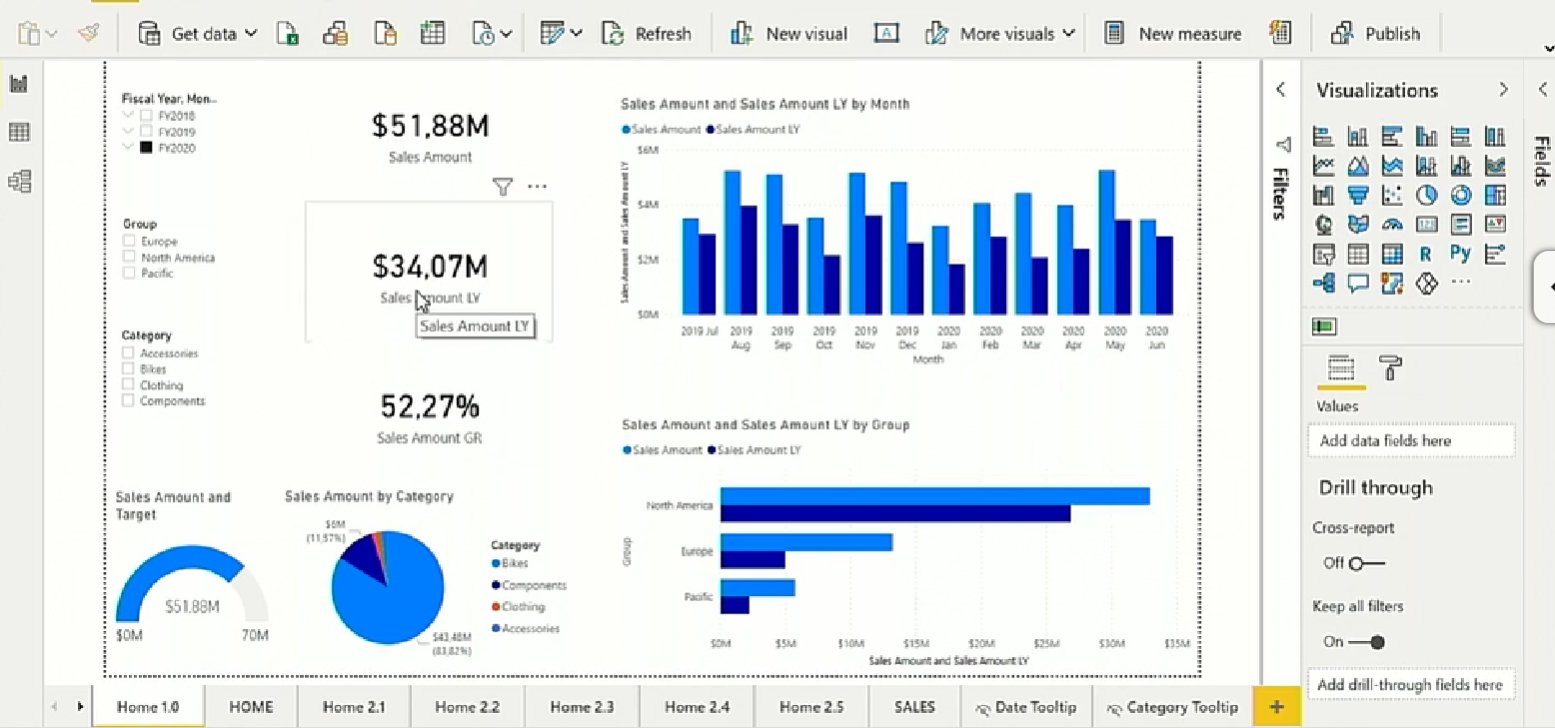 Get data
Refresh
New visual
More visuals
New measure
Publish
Fiscal Year, Mon...
FY2018
FY2019
FY2020
Group
Europe
North America
Pacific
Category
Accessories
Bikes
Clothing
Components
$51,88M
Sales Amount
$34,07M
Sales Amount LY
Sales Amount LY
52,27%
Sales Amount GR
Sales Amount and Sales Amount LY by Month
Sales Amount Sales Amount LY
Sales Amount and Sales Amount LY
$6M
$4M
$2M
$0M
2019 Jul 2019 Aug 2019 Sep 2019 Oct 2019 Nov 2019 Dec 2020 Jan 2020 Feb 2020 Mar 2020 Apr 2020 May 2020 Jun
Month
Sales Amount and Sales Amount LY by Group
Sales Amount Sales Amount LY
Group
North America
Europe
Pacific
$0M $5M $10M $15M $20M $25M $30M $35M
Sales Amount and Sales Amount LY
Sales Amount and
Target
$51,88M
$0M 70M
Sales Amount by Category
$6M
(11,57%)
$43,48M
(83,82%)
Category
Bikes
Components
Clothing
Accessories
Filters
Visualizations
R Py
123
Values
Add data fields here
Drill through
Cross-report
Off
Keep all filters
On
Add drill-through fields here
Fields
Home 1.0 HOME Home 2.1 Home 2.2 Home 2.3 Home 2.4 Home 2.5 SALES Date Tooltip Category Tooltip +